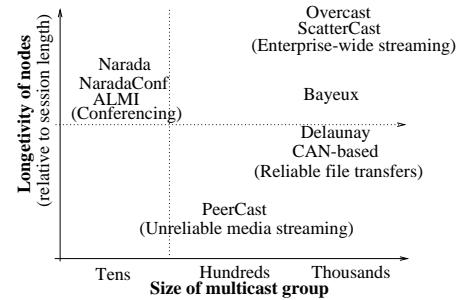 Overcast
ScatterCast
(Enterprise-wide streaming)
Narada
NaradaConf
ALMI
(Conferencing)
Bayeux
Delaunay
CAN-based
(Reliable file transfers)
PeerCast
(Unreliable media streaming)
Longetivity of nodes
(relative to session length)
Tens
Hundreds
Thousands
Size of multicast group